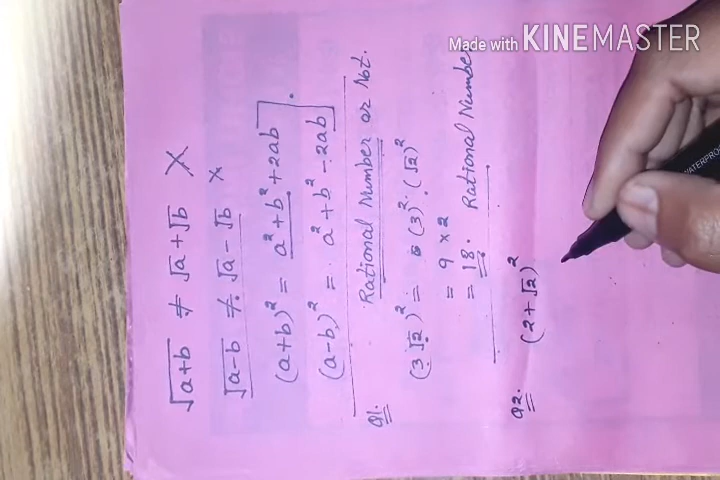 Made with KINEMASTER
√a+b ≠ √a + √b ×
√a-b ≠ √a - √b ×
(a+b)² = a² + b² + 2ab
(a-b)² = a² + b² - 2ab
Rational Number or Not.
Q1. (3√2)² = (3)² · (√2)²
= 9 × 2
= 18. Rational Number
Q2. (2+√2)²